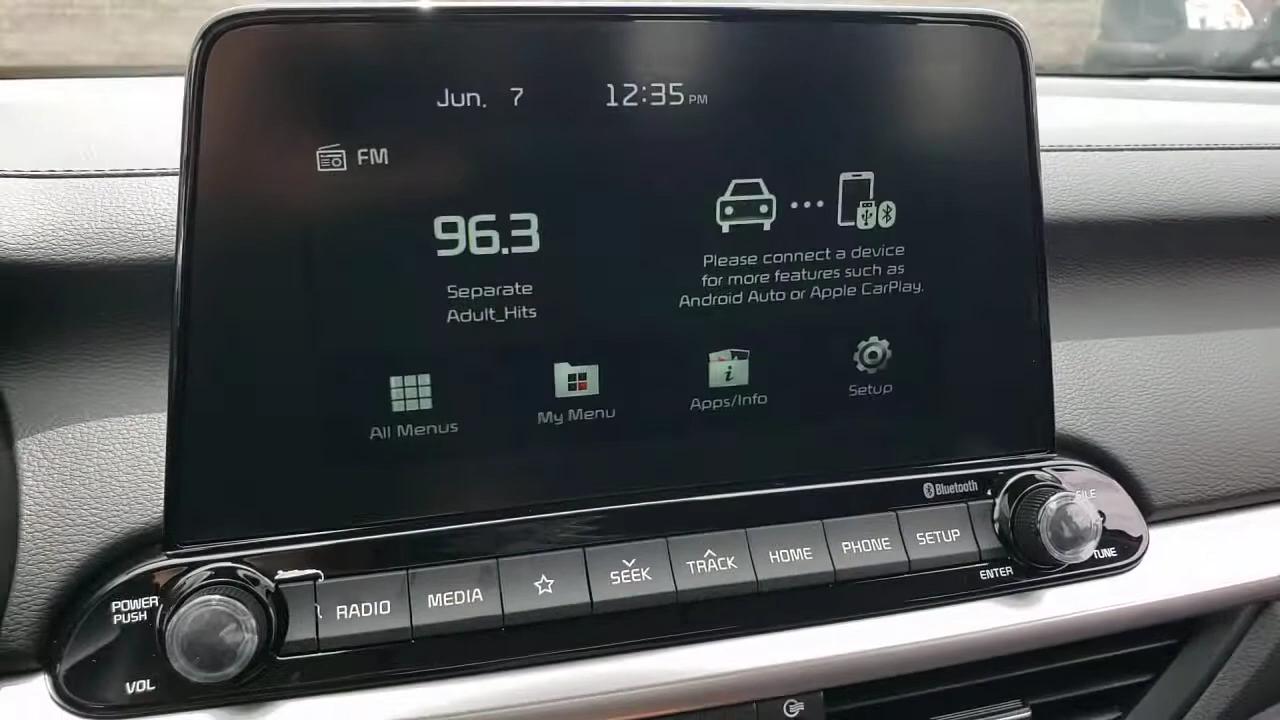 Jun. 7 12:35 PM
FM
96.3
Separate
Adult_Hits
Please connect a device
for more features such as
Android Auto or Apple CarPlay.
All Menus
My Menu
Apps/Info
Setup
Bluetooth
POWER
PUSH
VOL
RADIO
MEDIA
SEEK
TRACK
HOME
PHONE
SETUP
ENTER
FILE
TUNE